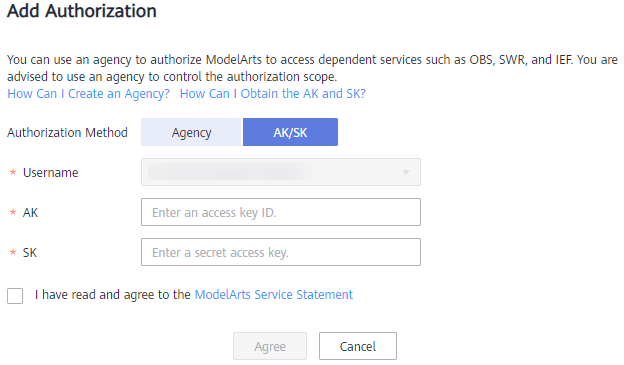 Add Authorization
You can use an agency to authorize ModelArts to access dependent services such as OBS, SWR, and IEF. You are
advised to use an agency to control the authorization scope.
How Can I Create an Agency? How Can I Obtain the AK and SK?
Authorization Method Agency AK/SK
* Username
* AK Enter an access key ID.
* SK Enter a secret access key.
I have read and agree to the ModelArts Service Statement
Agree Cancel